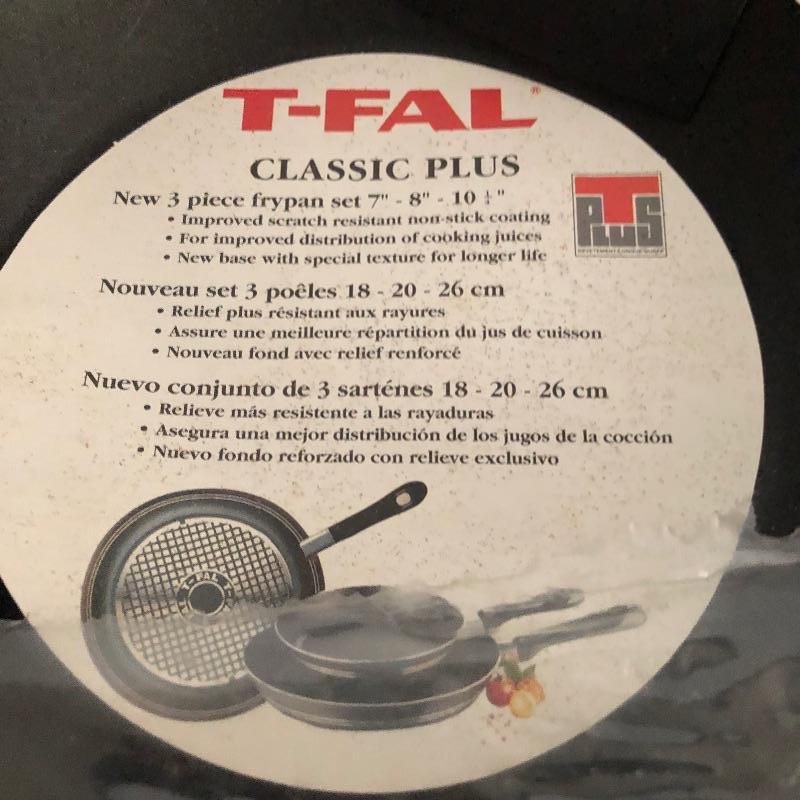 T-FAL®
CLASSIC PLUS
New 3 piece frypan set 7" - 8" - 10 ½"
• Improved scratch resistant non-stick coating
• For improved distribution of cooking juices
• New base with special texture for longer life
T PLUS
Nouveau set 3 poêles 18 - 20 - 26 cm
• Relief plus résistant aux rayures
• Assure une meilleure répartition du jus de cuisson
• Nouveau fond avec relief renforcé
Nuevo conjunto de 3 sarténes 18 - 20 - 26 cm
• Relieve más resistente a las rayaduras
• Asegura una mejor distribución de los jugos de la cocción
• Nuevo fondo reforzado con relieve exclusivo
T-FAL